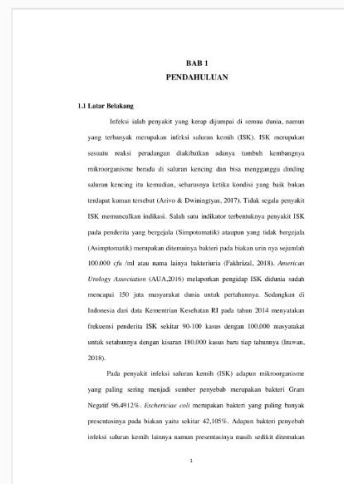 BAB 1
PENDAHULUAN
1.1 Latar Belakang
Infeksi ialah penyakit yang kerap dijumpai di semua dunia, namun
yang terbanyak merupakan infeksi saluran kemih (ISK). ISK merupakan
sesuatu reaksi peradangan diakibatkan adanya tumbuh kembangnya
mikroorganisme berada di saluran kencing dan bisa mengganggu dinding
saluran kencing itu kemudian, seharusnya ketika kondisi yang baik bukan
terdapat kuman tersebut (Arivo & Dwiningtyas, 2017). Tidak segala penyakit
ISK memunculkan indikasi. Salah satu indikator terbentuknya penyakit ISK
pada penderita yang bergejala (Simpotomatik) ataupun yang tidak bergejala
(Asimptomatik) merupakan ditemuinya bakteri pada biakan urin nya sejumlah
100.000 cfu /ml atau nama lainya bakteriuria (Fakhrizal, 2018). American
Urology Association (AUA,2016) melaporkan pengidap ISK didunia sudah
mencapai 150 juta masyarakat dunia untuk pertahunnya. Sedangkan di
Indonesia dari data Kementrian Kesehatan RI pada tahun 2014 menyatakan
frekuensi penderita ISK sekitar 90-100 kasus dengan 100.000 masyarakat
untuk setahunnya dengan kisaran 180.000 kasus baru tiap tahunnya (Irawan,
2018).
Pada penyakit infeksi saluran kemih (ISK) adapun mikroorganisme
yang paling sering menjadi sumber penyebab merupakan bakteri Gram
Negatif 96,4912%. Escherictiae coli merupakan bakteri yang paling banyak
presentasinya pada biakan yaitu sekitar 42,105%. Adapun bakteri penyebab
infeksi saluran kemih lainnya namun presentasinya masih sedikit ditemukan
1